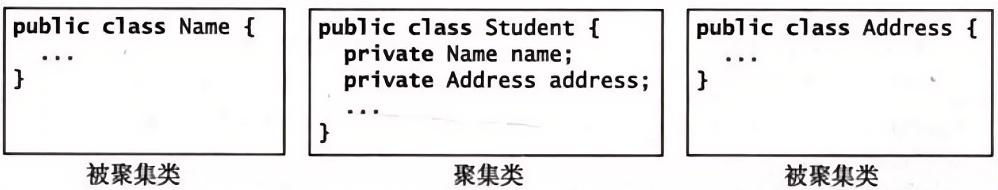 public class Name {
...
}
被聚集类
public class Student {
private Name name;
private Address address;
...
}
聚集类
public class Address {
...
}
被聚集类